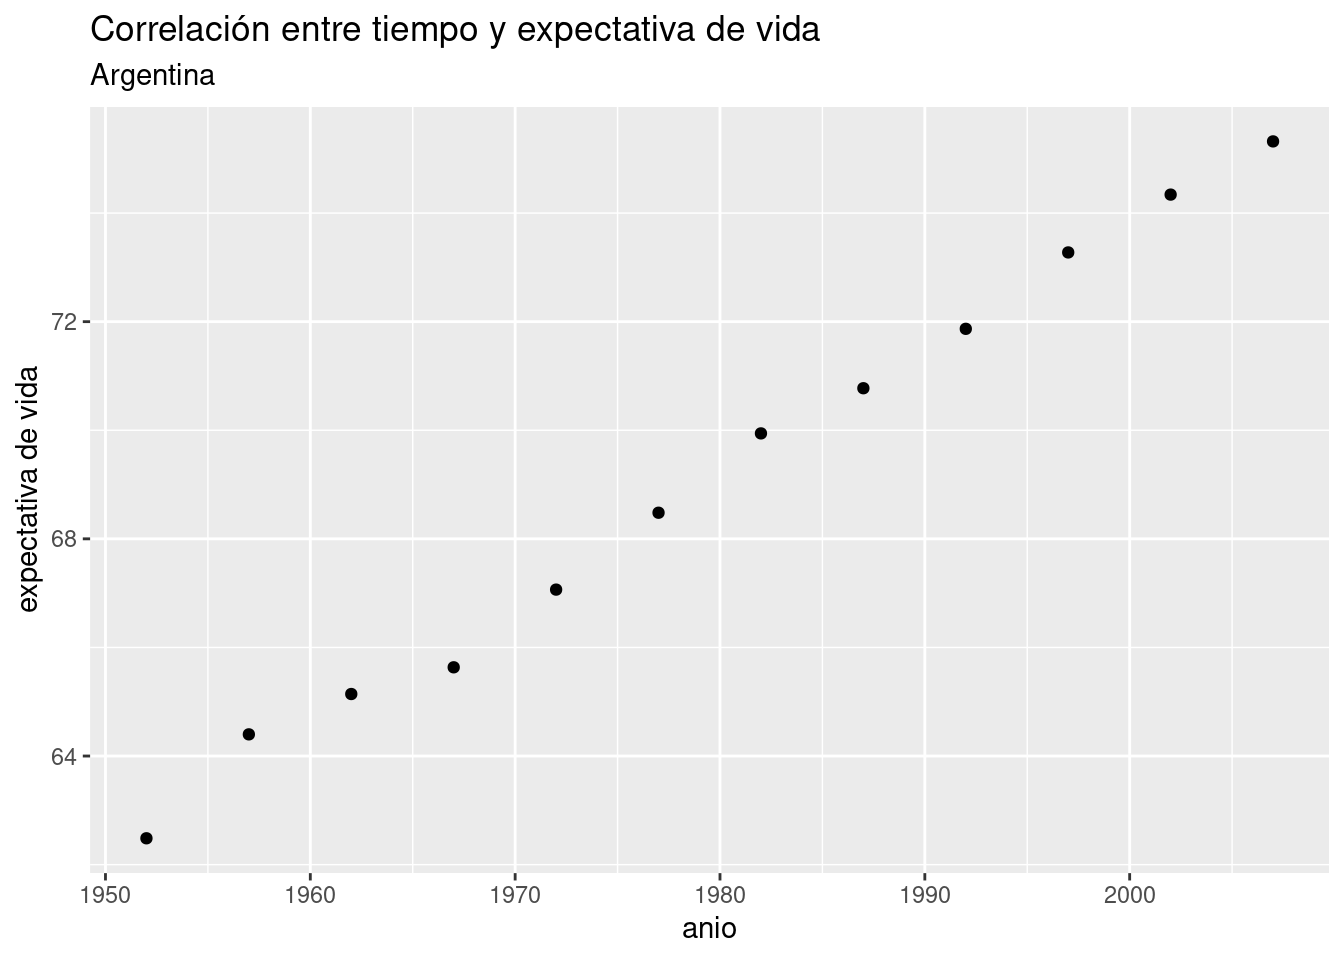 Correlación entre tiempo y expectativa de vida
Argentina
expectativa de vida
72
68
64
1950 1960 1970 1980 1990 2000
anio